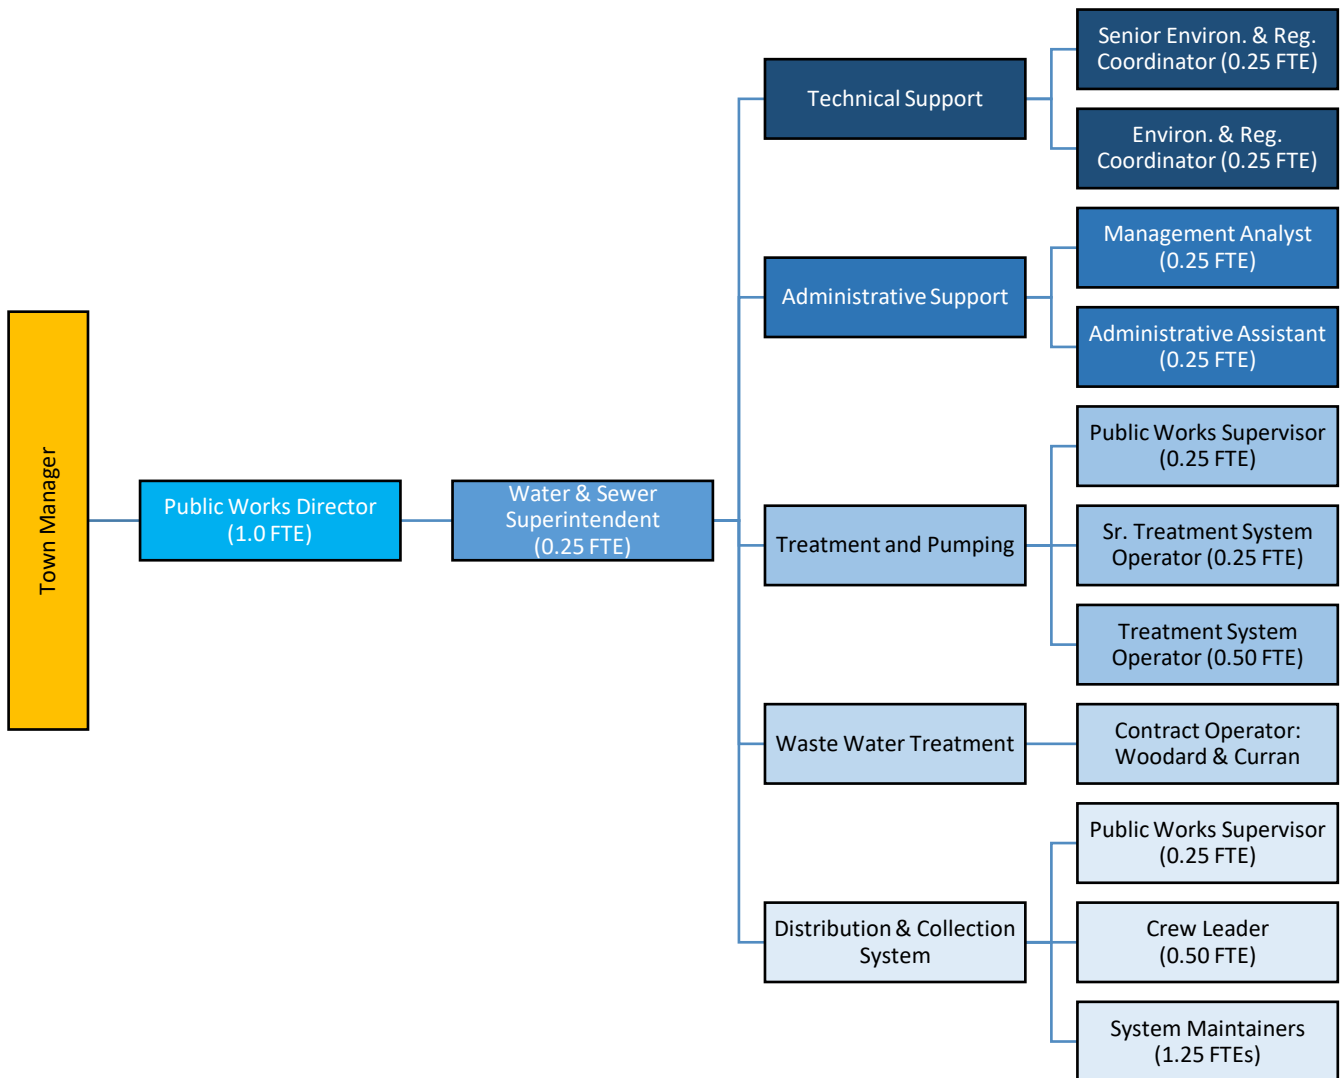 Town Manager
Public Works Director
(1.0 FTE)
Water & Sewer
Superintendent
(0.25 FTE)
Technical Support
Senior Environ. & Reg.
Coordinator (0.25 FTE)
Environ. & Reg.
Coordinator (0.25 FTE)
Administrative Support
Management Analyst
(0.25 FTE)
Administrative Assistant
(0.25 FTE)
Treatment and Pumping
Public Works Supervisor
(0.25 FTE)
Sr. Treatment System
Operator (0.25 FTE)
Treatment System
Operator (0.50 FTE)
Waste Water Treatment
Contract Operator:
Woodard & Curran
Distribution & Collection
System
Public Works Supervisor
(0.25 FTE)
Crew Leader
(0.50 FTE)
System Maintainers
(1.25 FTEs)